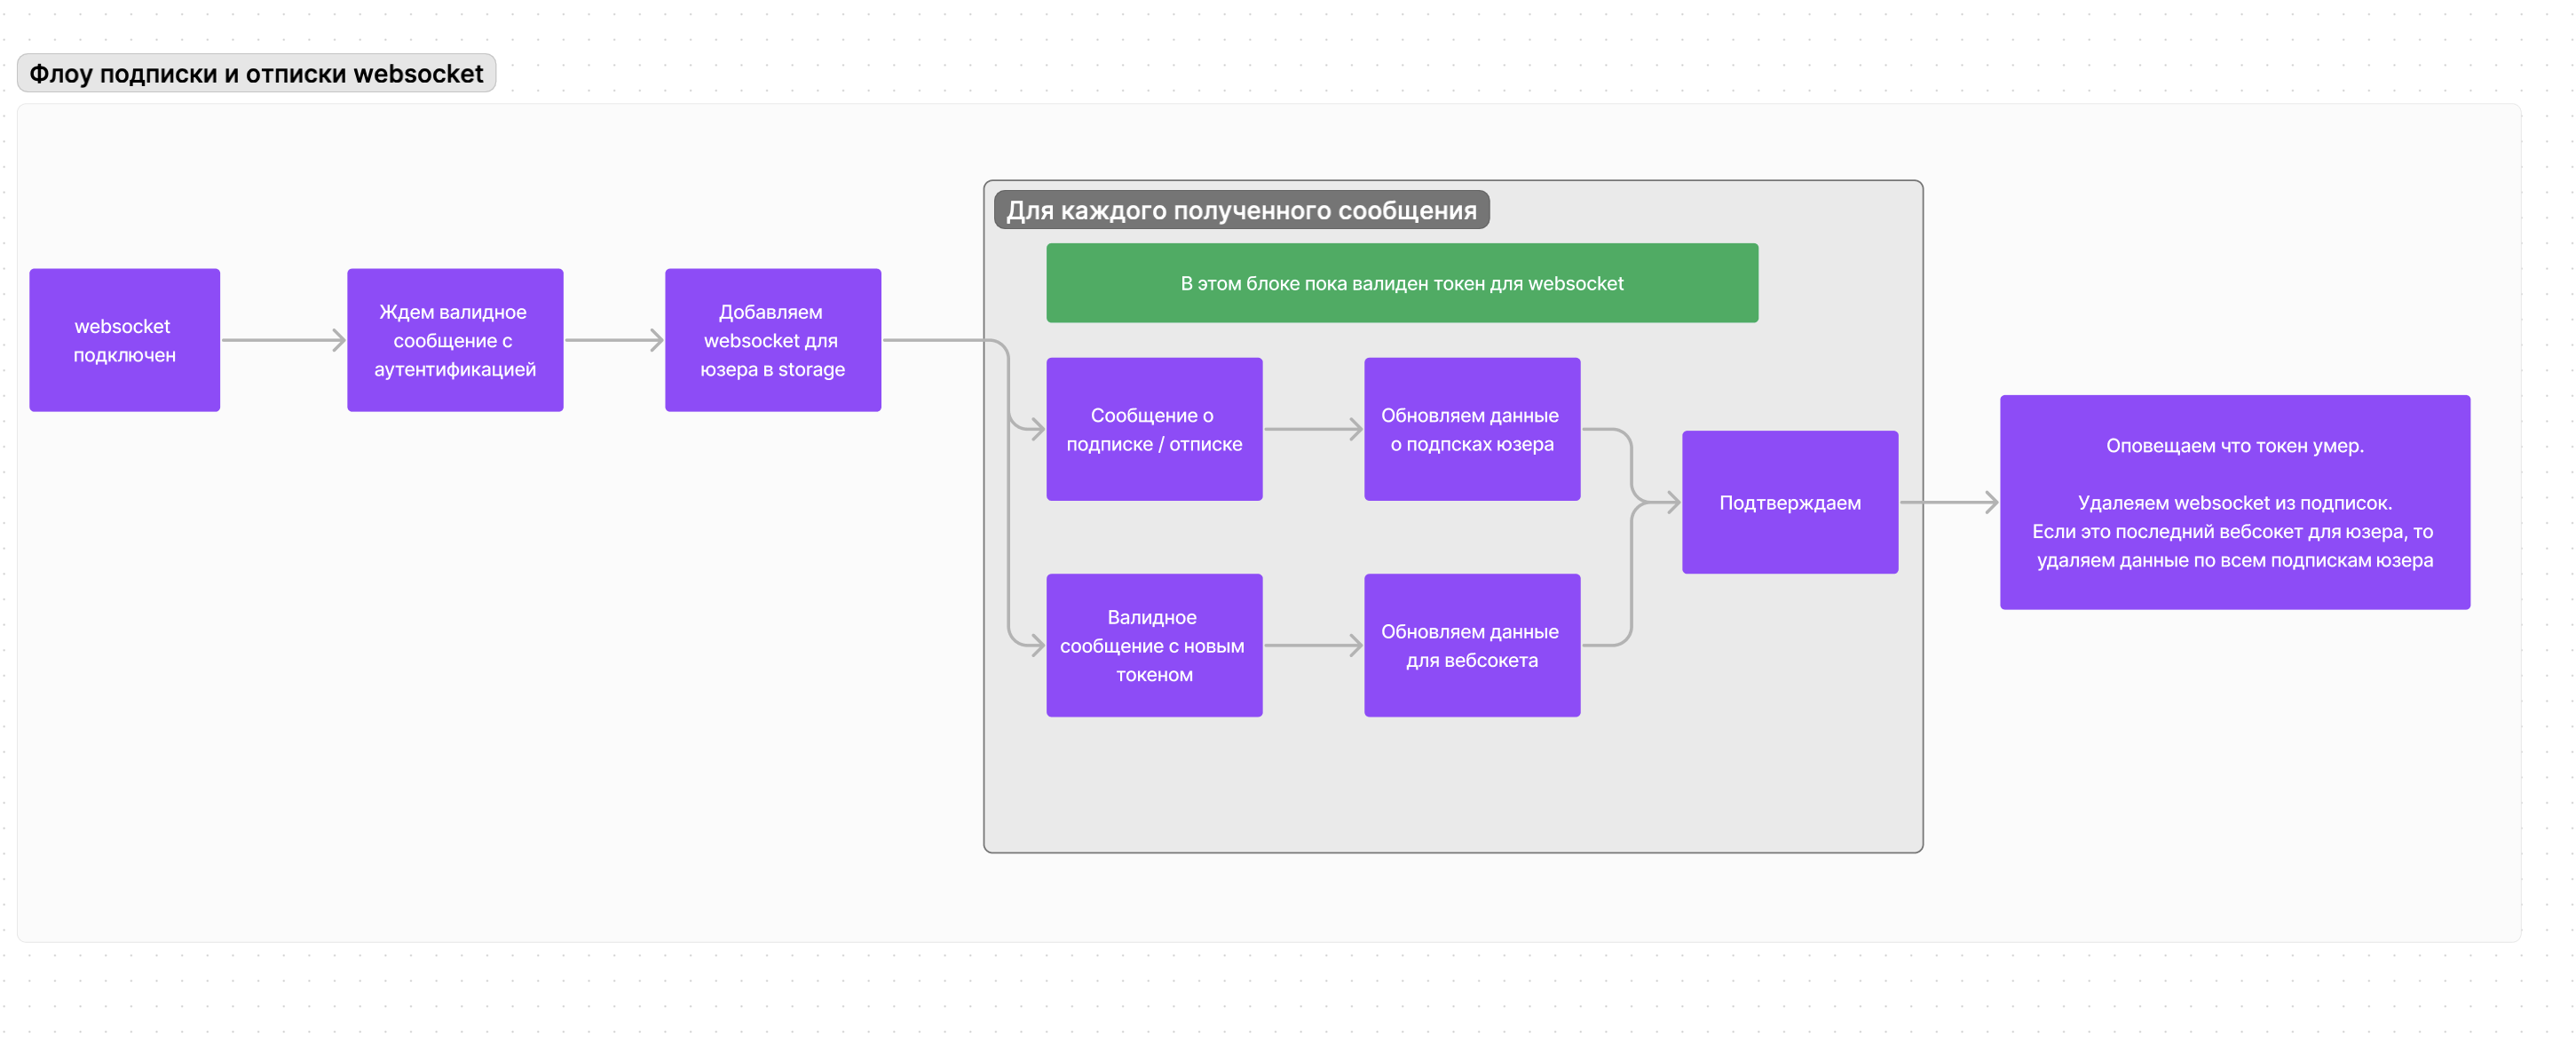 Флоу подписки и отписки websocket
Для каждого полученного сообщения
В этом блоке пока валиден токен для websocket
websocket
подключен
Ждем валидное
сообщение с
аутентификацией
Добавляем
websocket для
юзера в storage
Сообщение о
подписке / отписке
Обновляем данные
о подпсках юзера
Валидное
сообщение с новым
токеном
Обновляем данные
для вебсокета
Подтверждаем
Оповещаем что токен умер.
Удалеяем websocket из подписок.
Если это последний вебсокет для юзера, то
удаляем данные по всем подпискам юзера